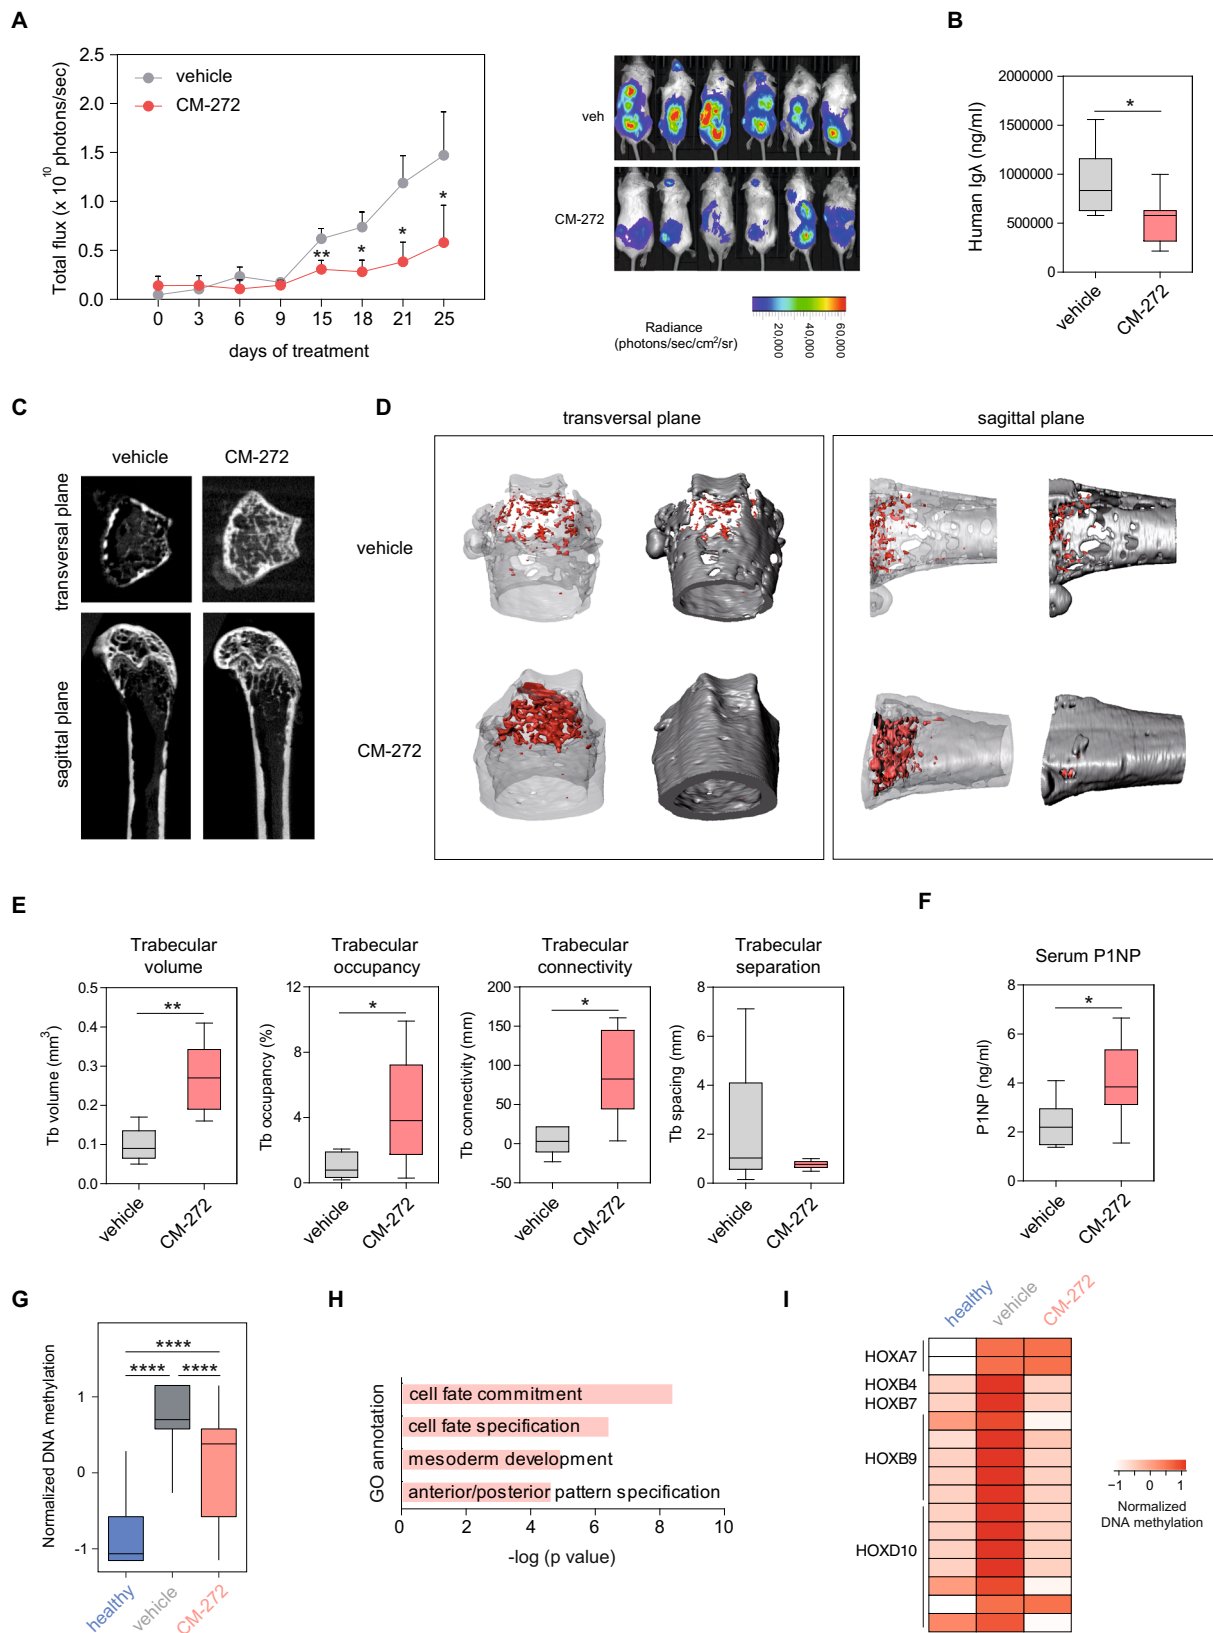 A
2.5
2.0
1.5
1.0
0.5
0.0
Total flux (x 10^10 photons/sec)
vehicle
CM-272
**
*
*
*
0 3 6 9 15 18 21 25
days of treatment
veh
CM-272
Radiance
(photons/sec/cm²/sr)
20,000
40,000
60,000
B
Human Igλ (ng/ml)
2000000
1500000
1000000
500000
0
*
vehicle
CM-272
C
vehicle CM-272
transversal plane
sagittal plane
D
transversal plane sagittal plane
vehicle
CM-272
E
Trabecular
volume
Tb volume (mm³)
0.5
0.4
0.3
0.2
0.1
0.0
**
vehicle
CM-272
Trabecular
occupancy
Tb occupancy (%)
12
8
4
0
*
vehicle
CM-272
Trabecular
connectivity
Tb connectivity (mm)
200
150
100
50
0
-50
*
vehicle
CM-272
Trabecular
separation
Tb spacing (mm)
8
6
4
2
0
vehicle
CM-272
F
Serum P1NP
P1NP (ng/ml)
8
6
4
2
0
*
vehicle
CM-272
G
Normalized DNA methylation
1
0
-1
****
**** ****
healthy
vehicle
CM-272
H
GO annotation
cell fate commitment
cell fate specification
mesoderm development
anterior/posterior pattern specification
0 2 4 6 8 10
-log (p value)
I
healthy
vehicle
CM-272
HOXA7
HOXB4
HOXB7
HOXB9
HOXD10
-1 0 1
Normalized
DNA methylation